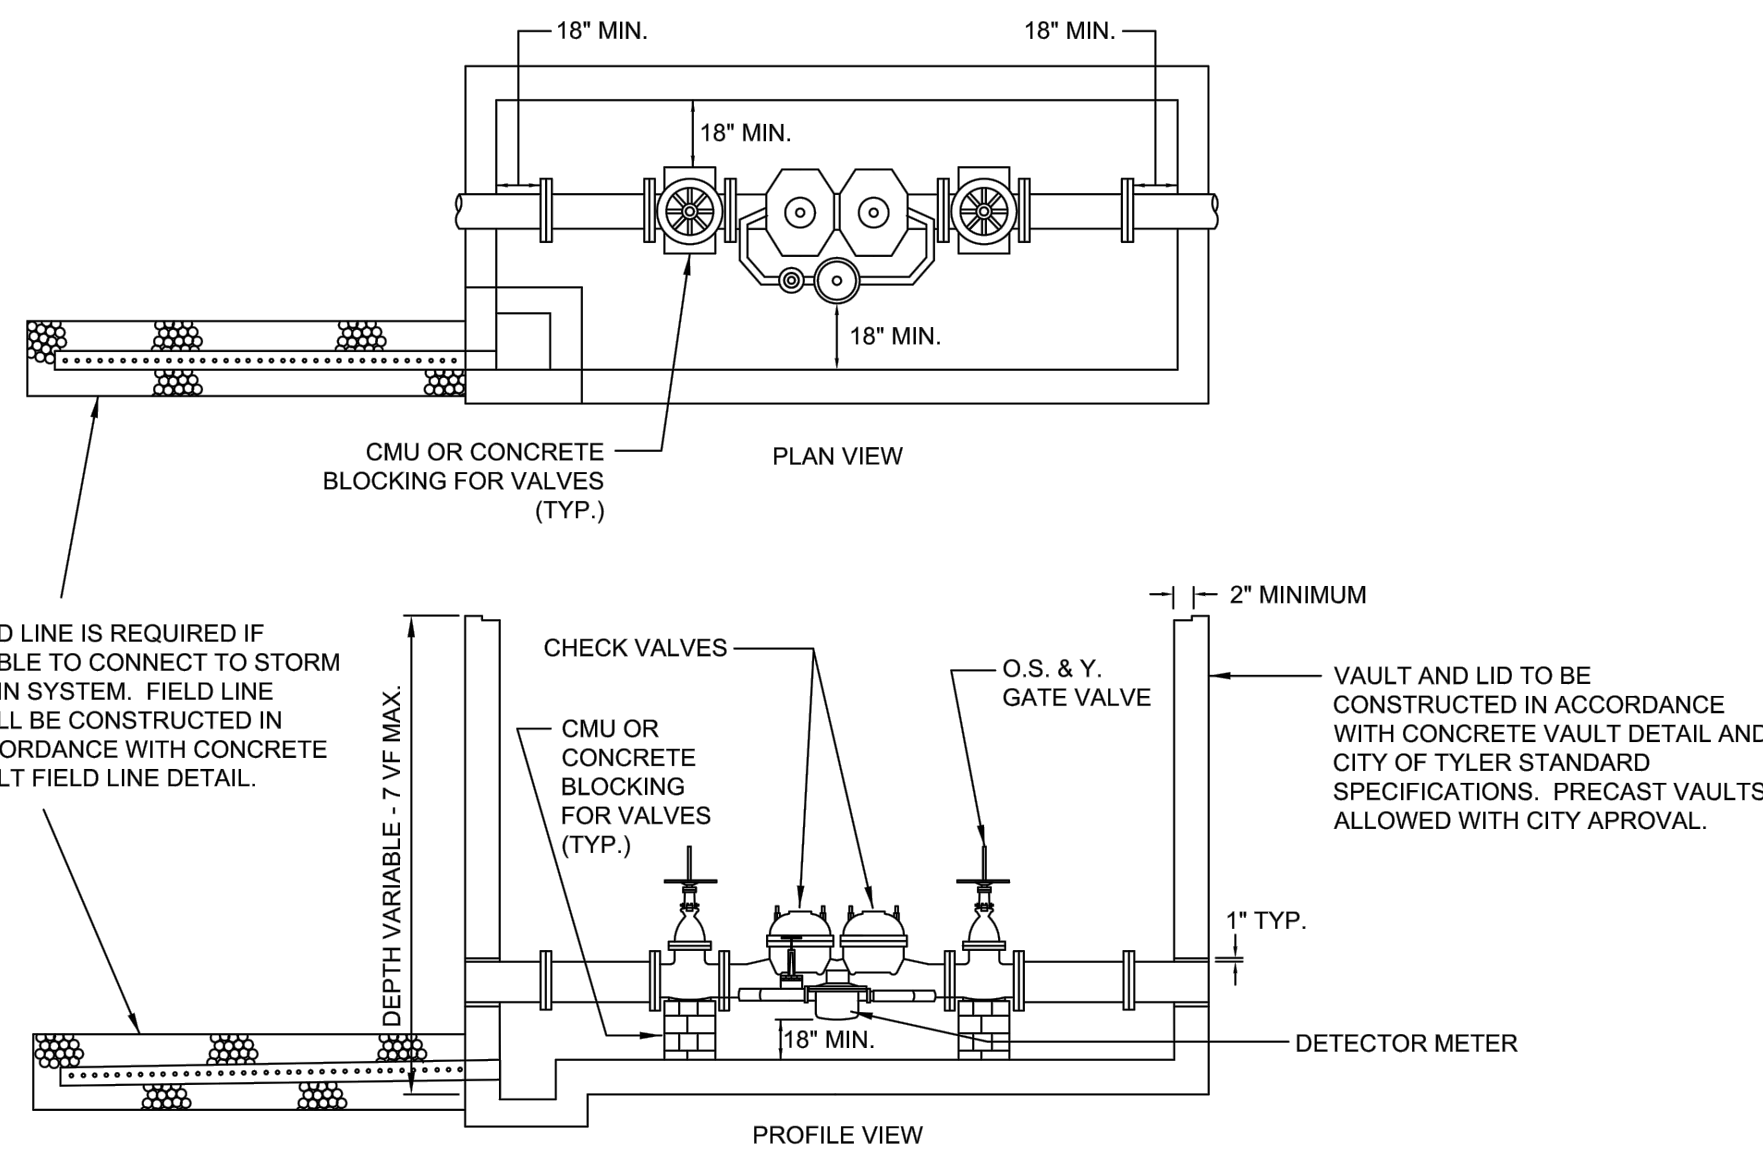 18" MIN.
18" MIN.
18" MIN.
18" MIN.
CMU OR CONCRETE
BLOCKING FOR VALVES
(TYP.)
PLAN VIEW
LINE IS REQUIRED IF
TO CONNECT TO STORM
SYSTEM. FIELD LINE
BE CONSTRUCTED IN
WITH CONCRETE
FIELD LINE DETAIL.
DEPTH VARIABLE - 7 VF MAX.
CHECK VALVES
CMU OR
CONCRETE
BLOCKING
FOR VALVES
(TYP.)
O.S. & Y.
GATE VALVE
2" MINIMUM
VAULT AND LID TO BE
CONSTRUCTED IN ACCORDANCE
WITH CONCRETE VAULT DETAIL AND
CITY OF TYLER STANDARD
SPECIFICATIONS. PRECAST VAULTS
ALLOWED WITH CITY APROVAL.
1" TYP.
18" MIN.
DETECTOR METER
PROFILE VIEW